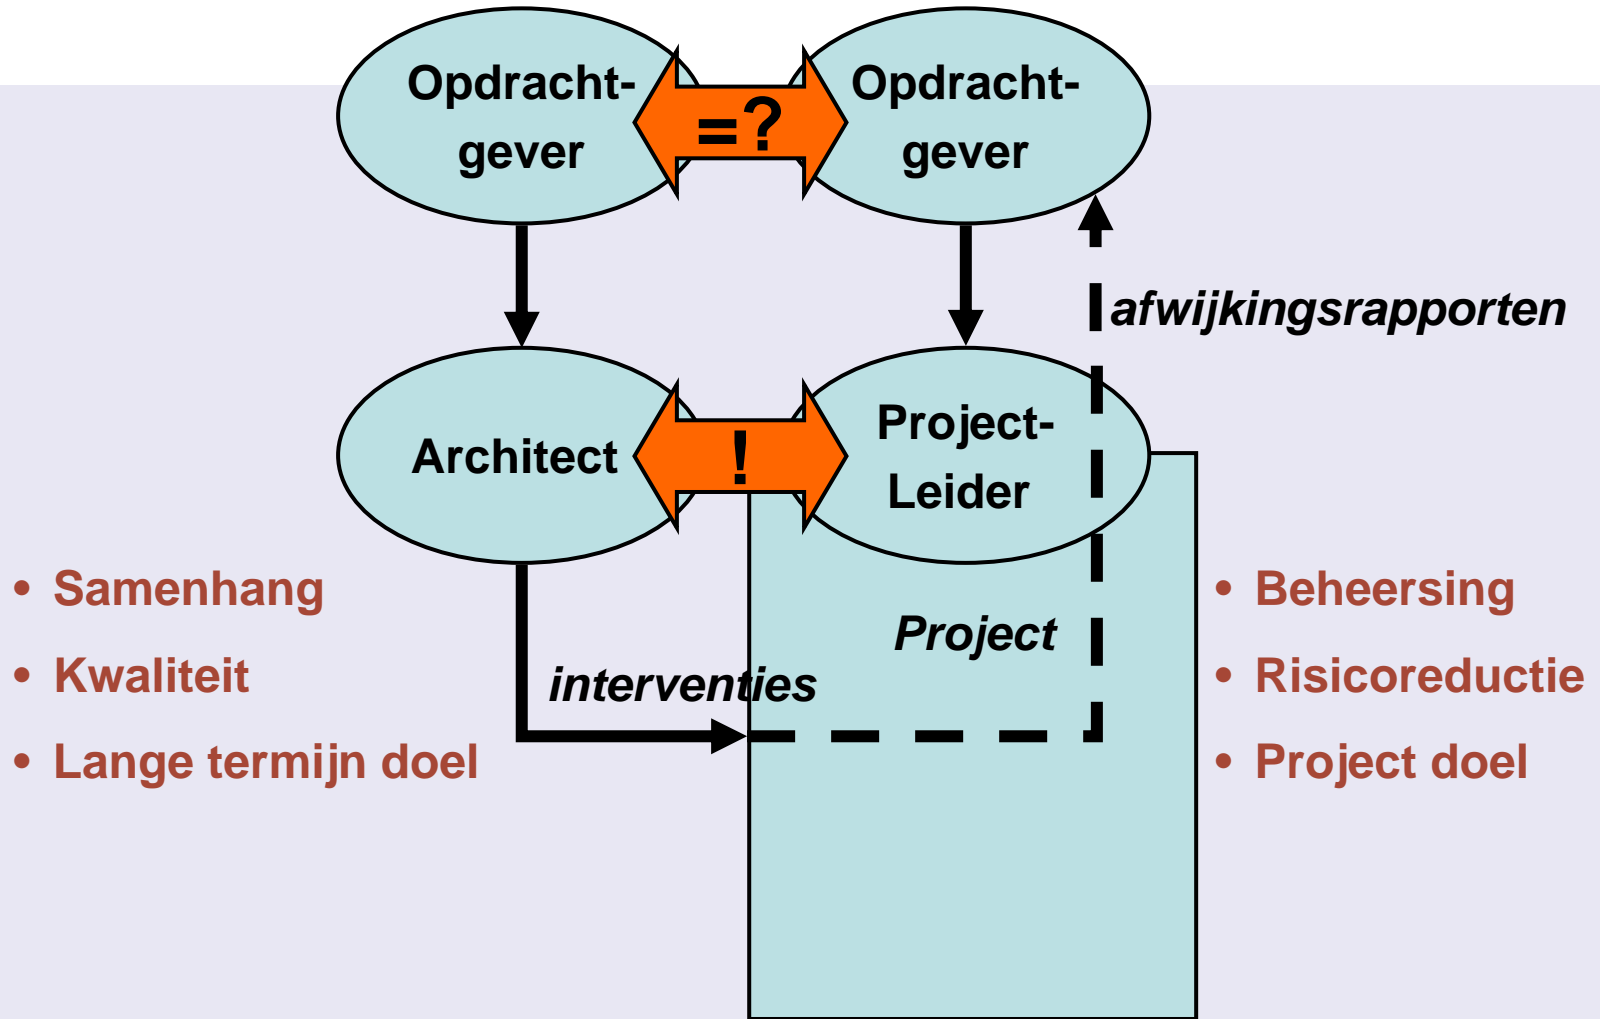 Opdracht-
gever
=?
Opdracht-
gever
afwijkingsrapporten
Architect
!
Project-
Leider
• Samenhang
• Kwaliteit
• Lange termijn doel
interventies
Project
• Beheersing
• Risicoreductie
• Project doel